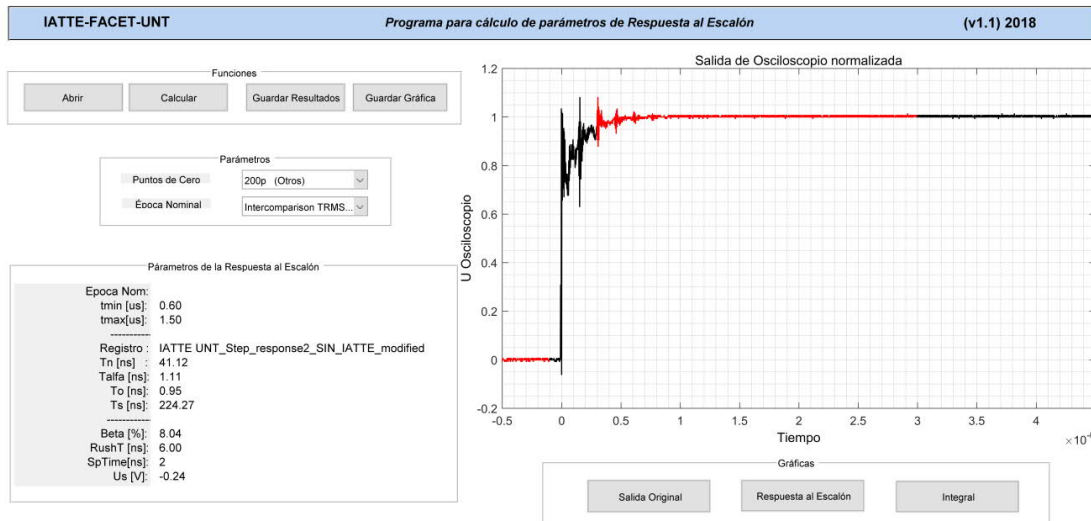 IATTE-FACET-UNT Programa para cálculo de parámetros de Respuesta al Escalón (v1.1) 2018
Funciones
Abrir Calcular Guardar Resultados Guardar Gráfica
Parámetros
Puntos de Cero 200p (Otros)
Época Nominal Intercomparison TRMS...
Párametros de la Respuesta al Escalón
Epoca Nom:
tmin [us]: 0.60
tmax[us]: 1.50
-----------
Registro : IATTE UNT_Step_response2_SIN_IATTE_modified
Tn [ns] : 41.12
Talfa [ns]: 1.11
To [ns]: 0.95
Ts [ns]: 224.27
-----------
Beta [%]: 8.04
RushT [ns]: 6.00
SpTime[ns]: 2
Us [V]: -0.24
Salida de Osciloscopio normalizada
U Osciloscopio
1.2
1
0.8
0.6
0.4
0.2
0
-0.2
-0.5 0 0.5 1 1.5 2 2.5 3 3.5 4
Tiempo
Gráficas
Salida Original Respuesta al Escalón Integral